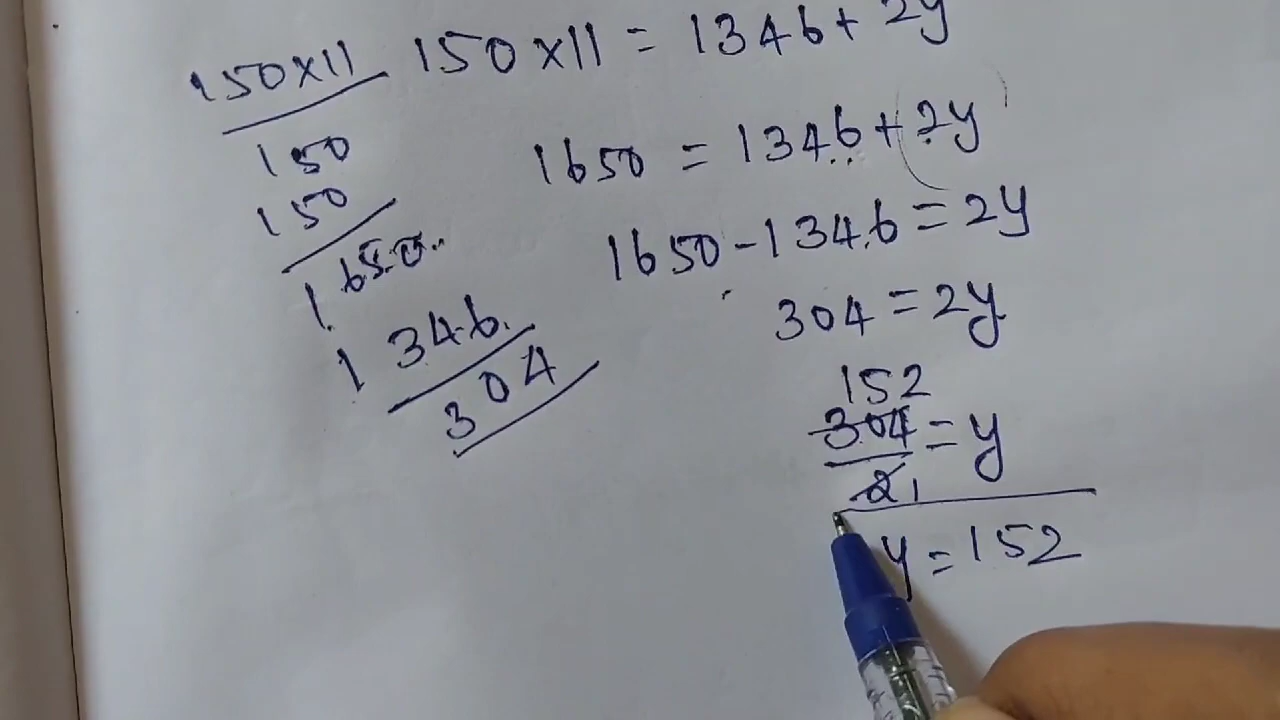 150×11 = 1346+2y
1650 = 1346+2y
1650-1346=2y
304=2y
152
304/2 1 = y
y=152
150×11
150
150
1650
1346
304